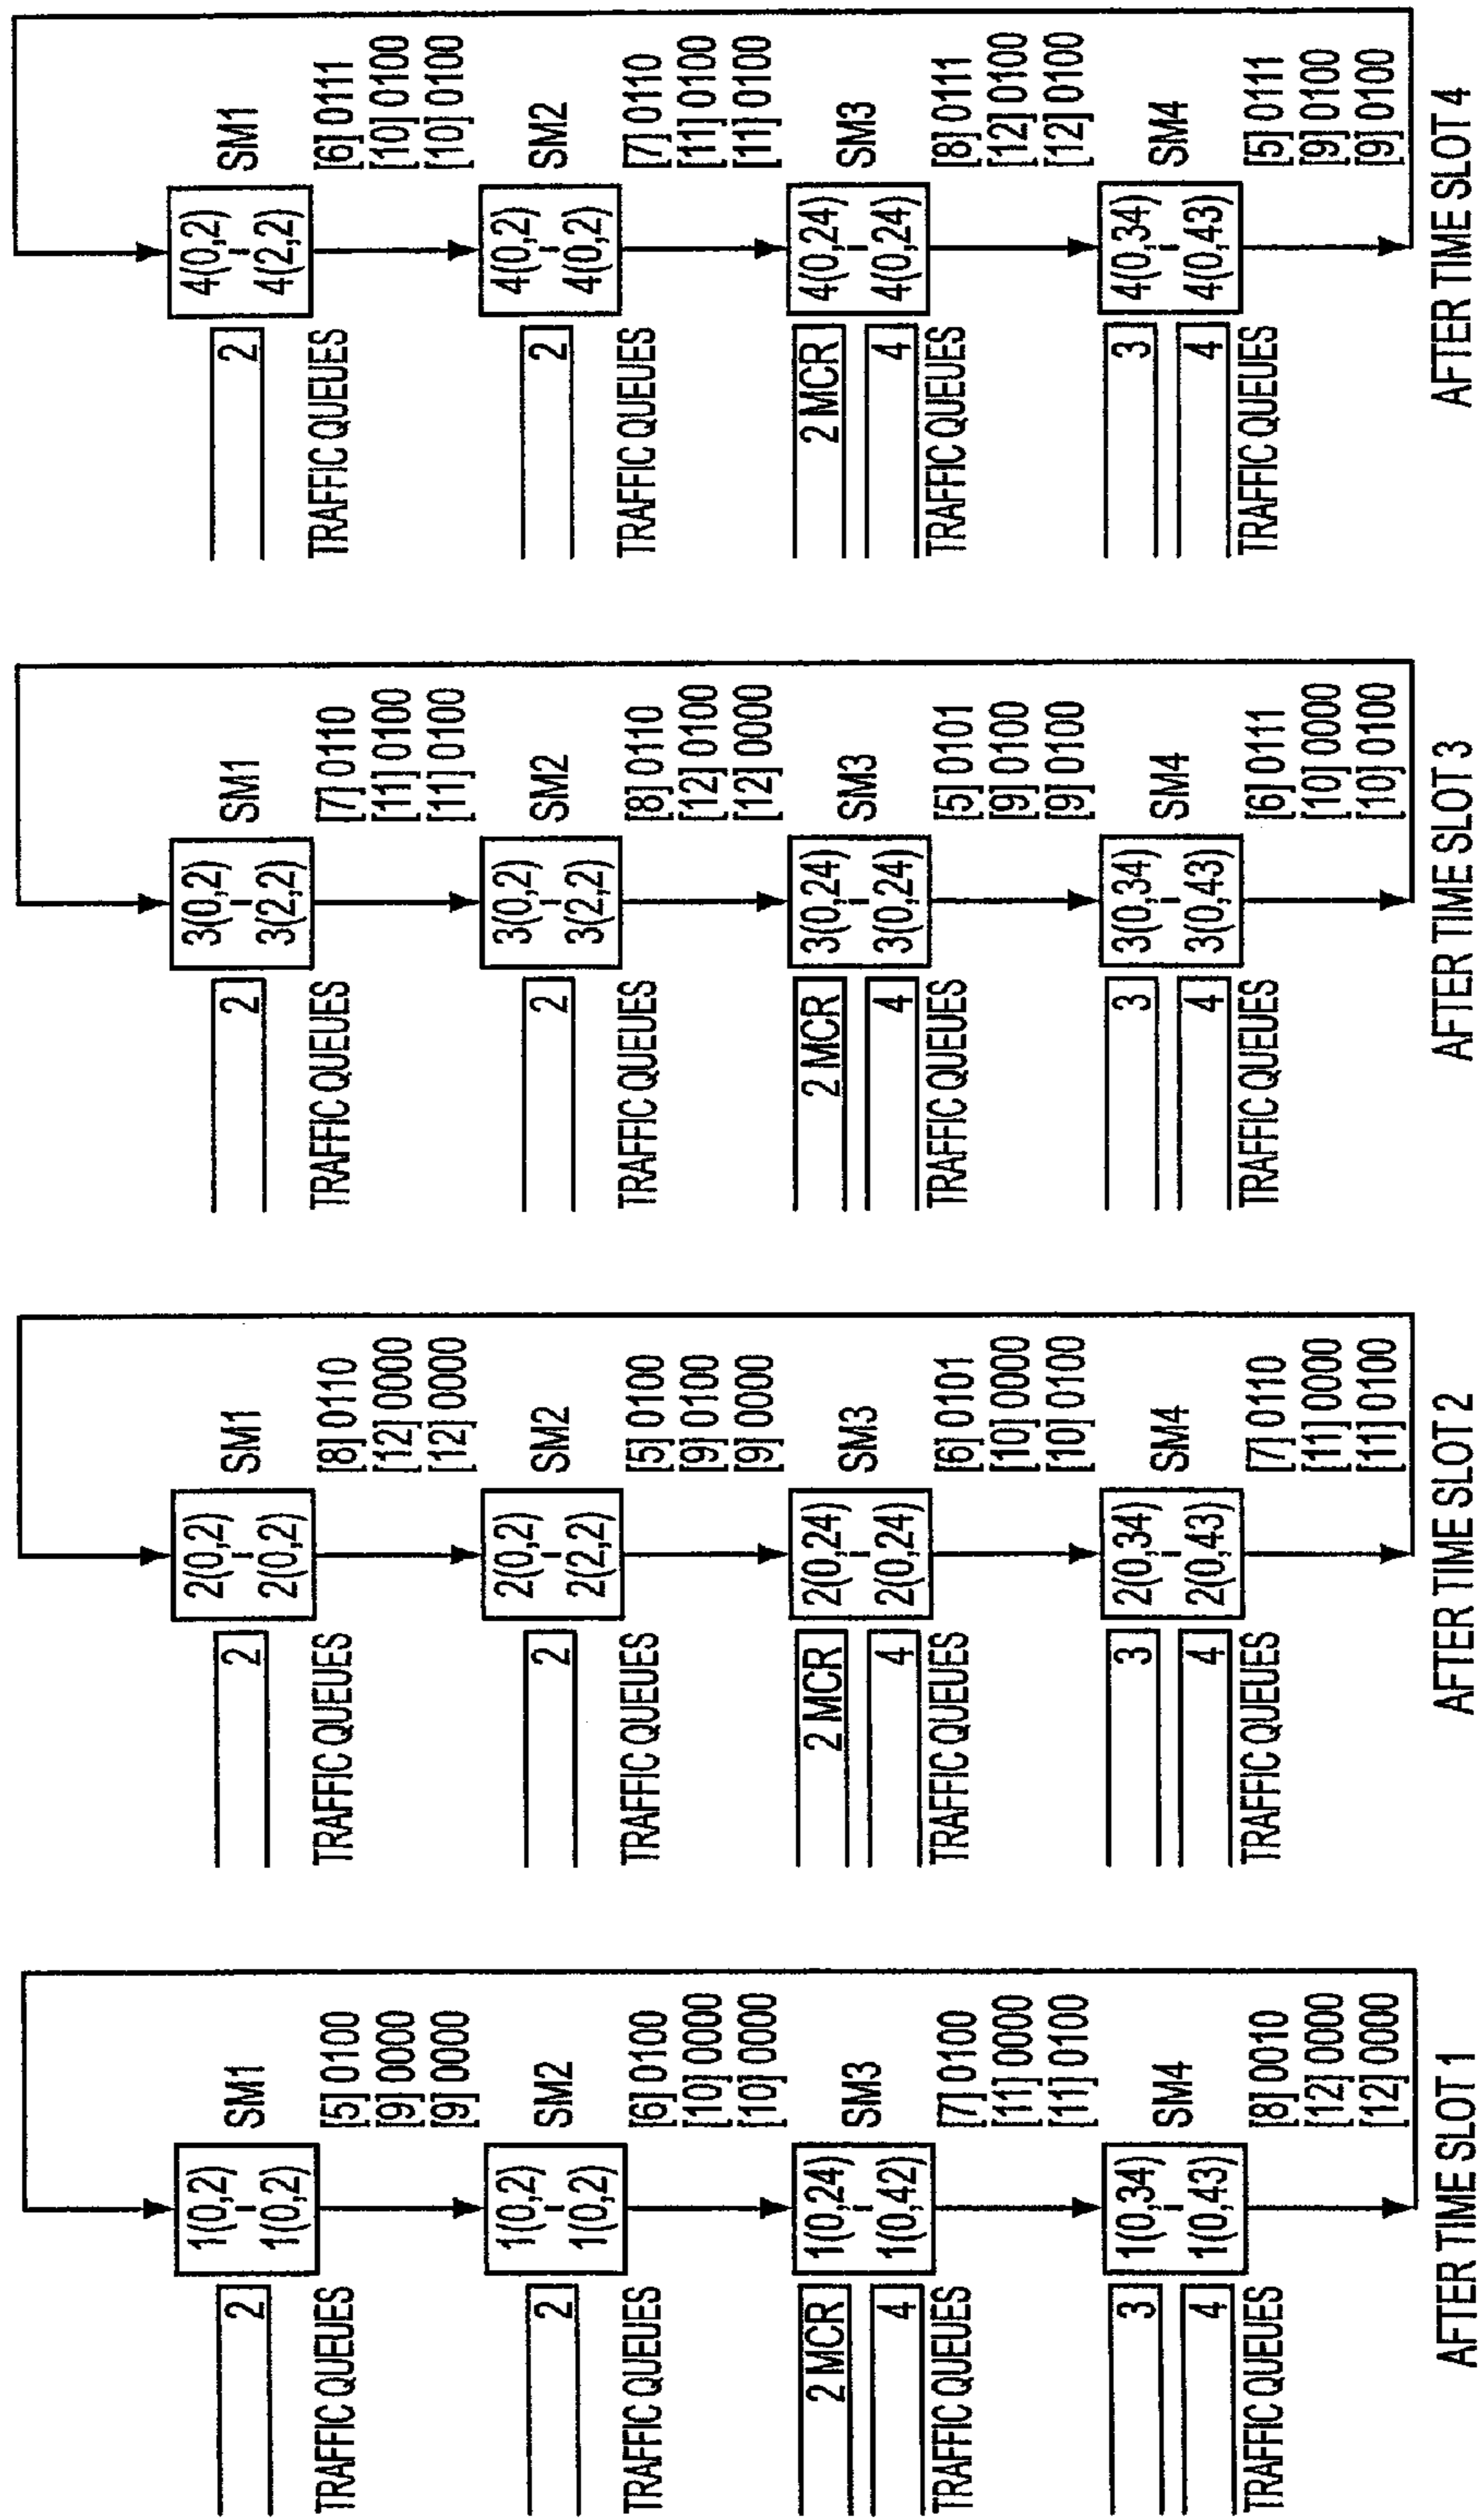 1(0,2)
2
1(0,2)
SM1
TRAFFIC QUEUES
[5] 0100
[9] 0000
[9] 0000
1(0,2)
2
1(0,2)
SM2
TRAFFIC QUEUES
[6] 0100
[10] 0000
[10] 0000
1(0,24)
2 MCR
4
1(0,42)
SM3
TRAFFIC QUEUES
[7] 0100
[11] 0000
[11] 0100
1(0,34)
3
4
1(0,43)
SM4
TRAFFIC QUEUES
[8] 0010
[12] 0000
[12] 0000
AFTER TIME SLOT 1
2(0,2)
2
2(0,2)
SM1
TRAFFIC QUEUES
[8] 0110
[12] 0000
[12] 0000
2(0,2)
2
2(2,2)
SM2
TRAFFIC QUEUES
[5] 0100
[9] 0100
[9] 0000
2(0,24)
2 MCR
4
2(0,24)
SM3
TRAFFIC QUEUES
[6] 0101
[10] 0000
[10] 0100
2(0,34)
3
4
2(0,43)
SM4
TRAFFIC QUEUES
[7] 0110
[11] 0000
[11] 0100
AFTER TIME SLOT 2
3(0,2)
2
3(2,2)
SM1
TRAFFIC QUEUES
[7] 0110
[11] 0100
[11] 0100
3(0,2)
2
3(2,2)
SM2
TRAFFIC QUEUES
[8] 0110
[12] 0100
[12] 0000
3(0,24)
2 MCR
4
3(0,24)
SM3
TRAFFIC QUEUES
[5] 0101
[9] 0100
[9] 0100
3(0,34)
3
4
3(0,43)
SM4
TRAFFIC QUEUES
[6] 0111
[10] 0000
[10] 0100
AFTER TIME SLOT 3
4(0,2)
2
4(2,2)
SM1
TRAFFIC QUEUES
[6] 0111
[10] 0100
[10] 0100
4(0,2)
2
4(0,2)
SM2
TRAFFIC QUEUES
[7] 0110
[11] 0100
[11] 0100
4(0,24)
2 MCR
4
4(0,24)
SM3
TRAFFIC QUEUES
[8] 0111
[12] 0100
[12] 0100
4(0,34)
3
4
4(0,43)
SM4
TRAFFIC QUEUES
[5] 0111
[9] 0100
[9] 0100
AFTER TIME SLOT 4